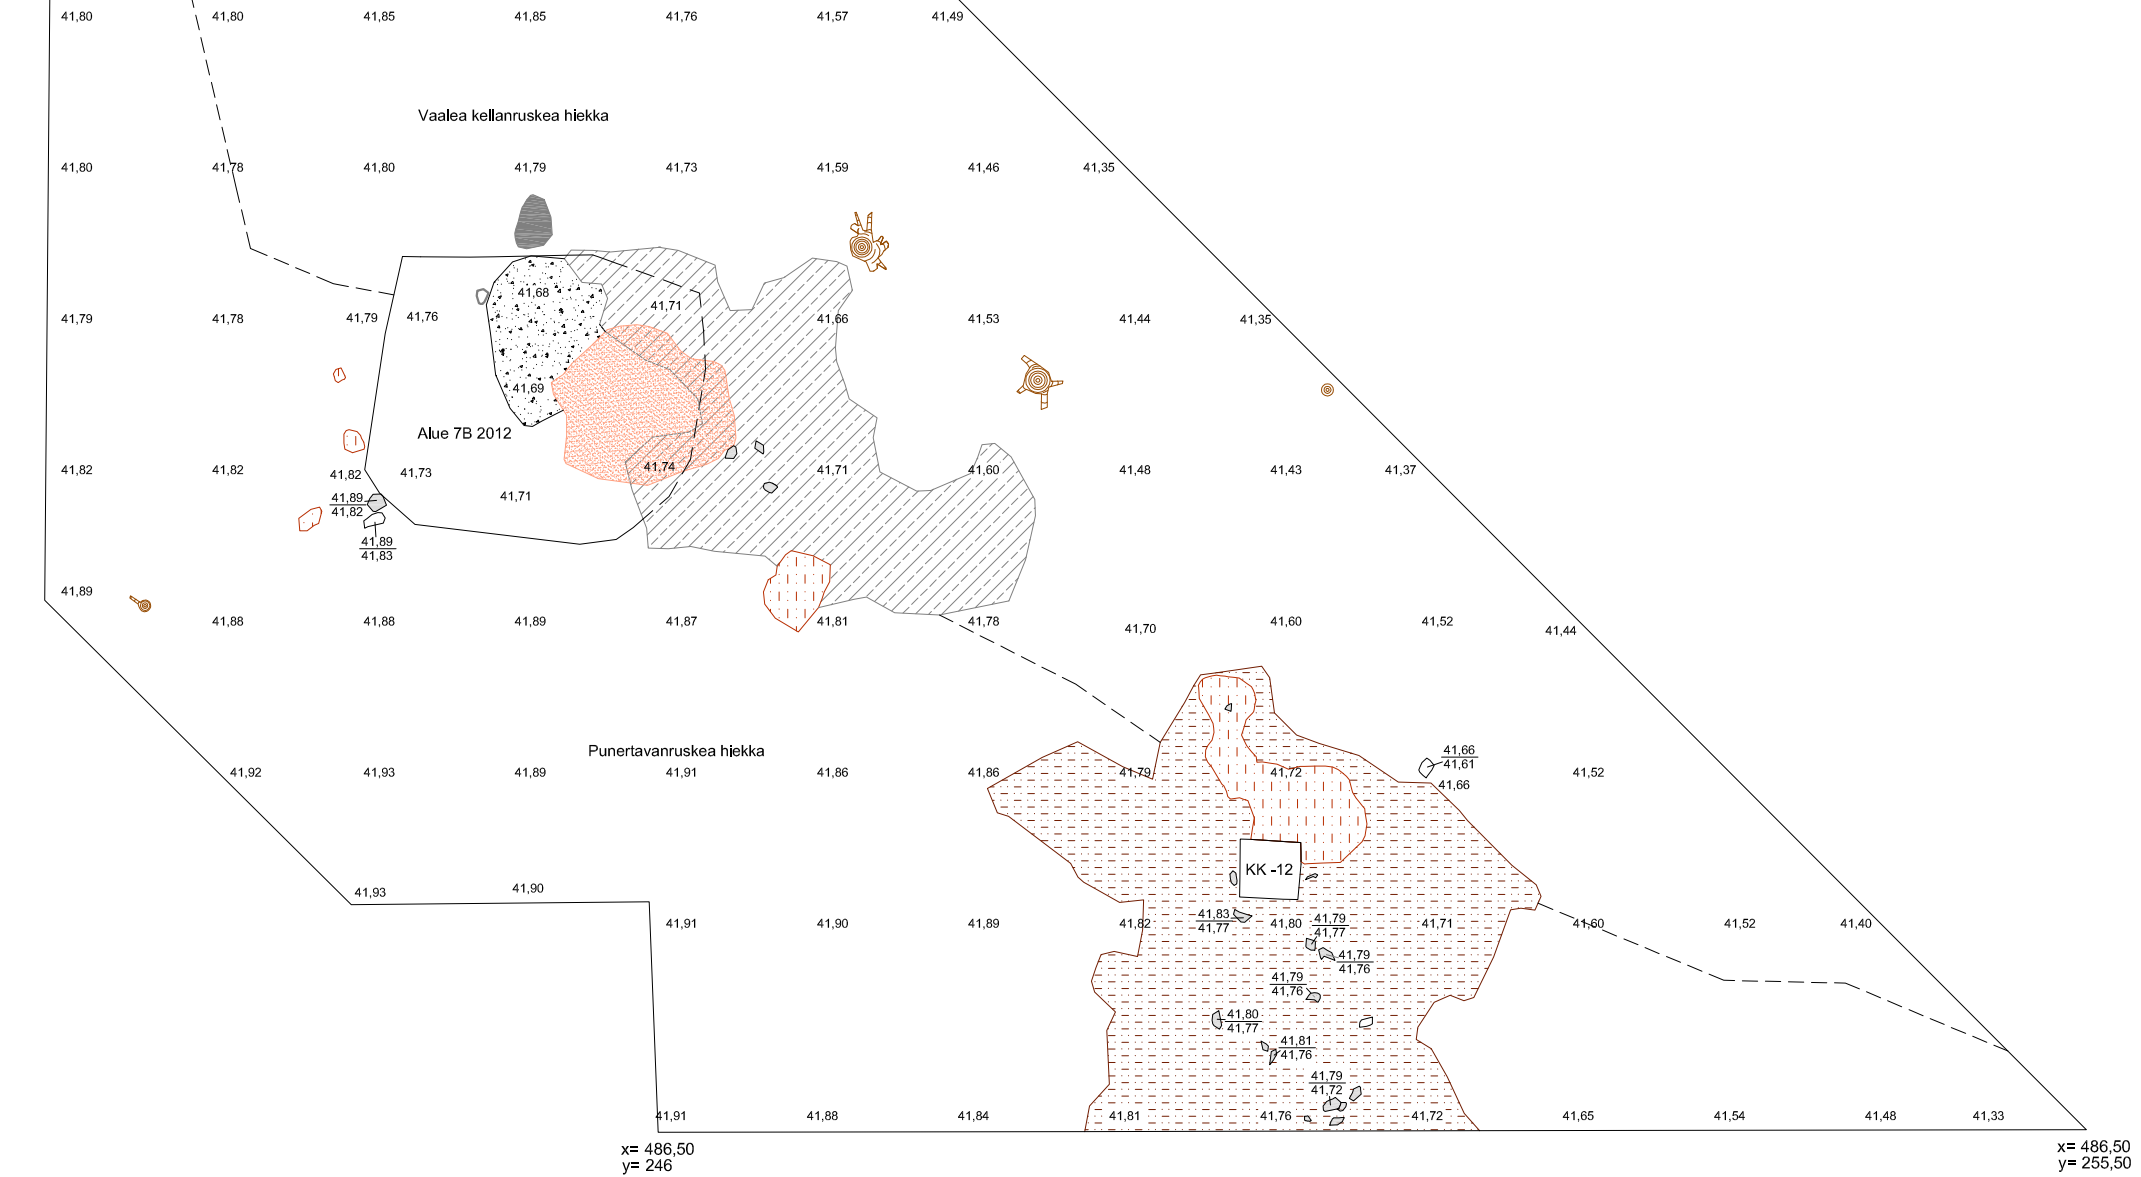 41,80 41,80 41,85 41,85 41,76 41,57 41,49
Vaalea kellanruskea hiekka
41,80 41,78 41,80 41,79 41,73 41,59 41,46 41,35
41,68
41,71
41,79 41,78 41,79 41,76 41,66 41,53 41,44 41,35
41,69
Alue 7B 2012
41,82 41,82 41,82 41,73 41,74 41,71 41,60 41,48 41,43 41,37
41,71
41,89
41,82
41,89
41,83
41,89
41,88 41,88 41,89 41,87 41,81 41,78 41,70 41,60 41,52 41,44
Punertavanruskea hiekka
41,66
41,61
41,92 41,93 41,89 41,91 41,86 41,86 41,79 41,72 41,66 41,52
KK -12
41,93 41,90
41,83
41,77
41,79
41,77
41,91 41,90 41,89 41,82 41,80 41,71 41,60 41,52 41,40
41,79
41,76
41,79
41,76
41,80
41,77
41,81
41,76
41,79
41,72
41,91 41,88 41,84 41,81 41,76 41,72 41,65 41,54 41,48 41,33
x= 486,50
y= 246
x= 486,50
y= 255,50